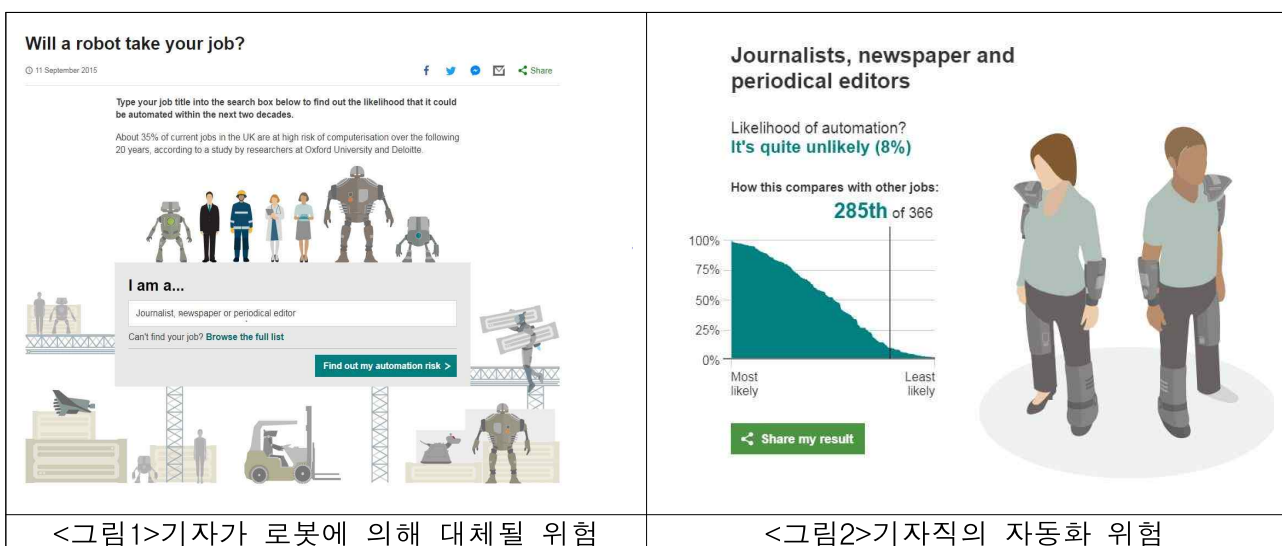 Will a robot take your job?
11 September 2015
Share
Type your job title into the search box below to find out the likelihood that it could
be automated within the next two decades.
About 35% of current jobs in the UK are at high risk of computerisation over the following
20 years, according to a study by researchers at Oxford University and Deloitte.
I am a...
Journalist, newspaper or periodical editor
Can't find your job? Browse the full list
Find out my automation risk >
<그림1>기자가 로봇에 의해 대체될 위험
Journalists, newspaper and
periodical editors
Likelihood of automation?
It's quite unlikely (8%)
How this compares with other jobs:
285th of 366
100%
75%
50%
25%
0%
Most
likely
Least
likely
Share my result
<그림2>기자직의 자동화 위험